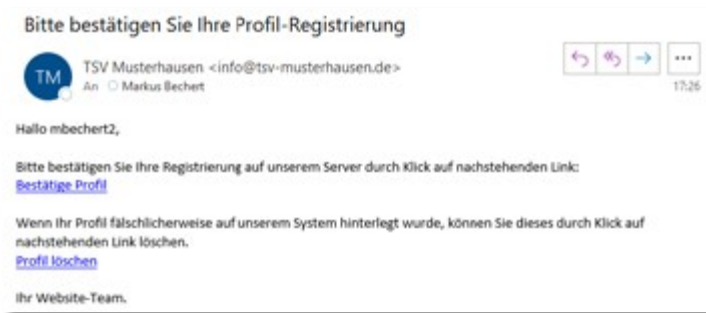 Bitte bestätigen Sie Ihre Profil-Registrierung
TM
TSV Musterhausen <info@tsv-musterhausen.de>
An Markus Bechert
17:26
Hallo mbechert2,
Bitte bestätigen Sie Ihre Registrierung auf unserem Server durch Klick auf nachstehenden Link:
Bestätige Profil
Wenn Ihr Profil fälschlicherweise auf unserem System hinterlegt wurde, können Sie dieses durch Klick auf
nachstehenden Link löschen.
Profil löschen
Ihr Website-Team.